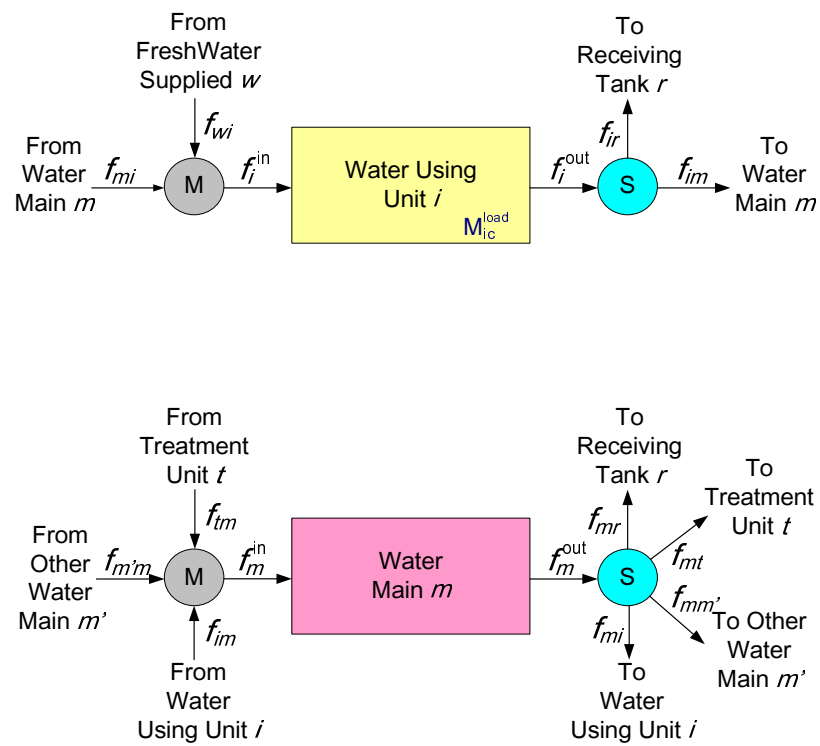 From
FreshWater
Supplied w
To
Receiving
Tank r
From
Water
Main m
f_mi
f_wi
M
f_i^in
Water Using
Unit i
M_ic^load
f_i^out
f_ir
S
f_im
To
Water
Main m
From
Treatment
Unit t
To
Receiving
Tank r
To
Treatment
Unit t
From
Other
Water
Main m'
f_m'm
f_tm
M
f_im
f_m^in
Water
Main m
f_m^out
f_mr
S
f_mt
f_mm'
f_mi
To Other
Water
Main m'
From
Water
Using Unit i
To
Water
Using Unit i